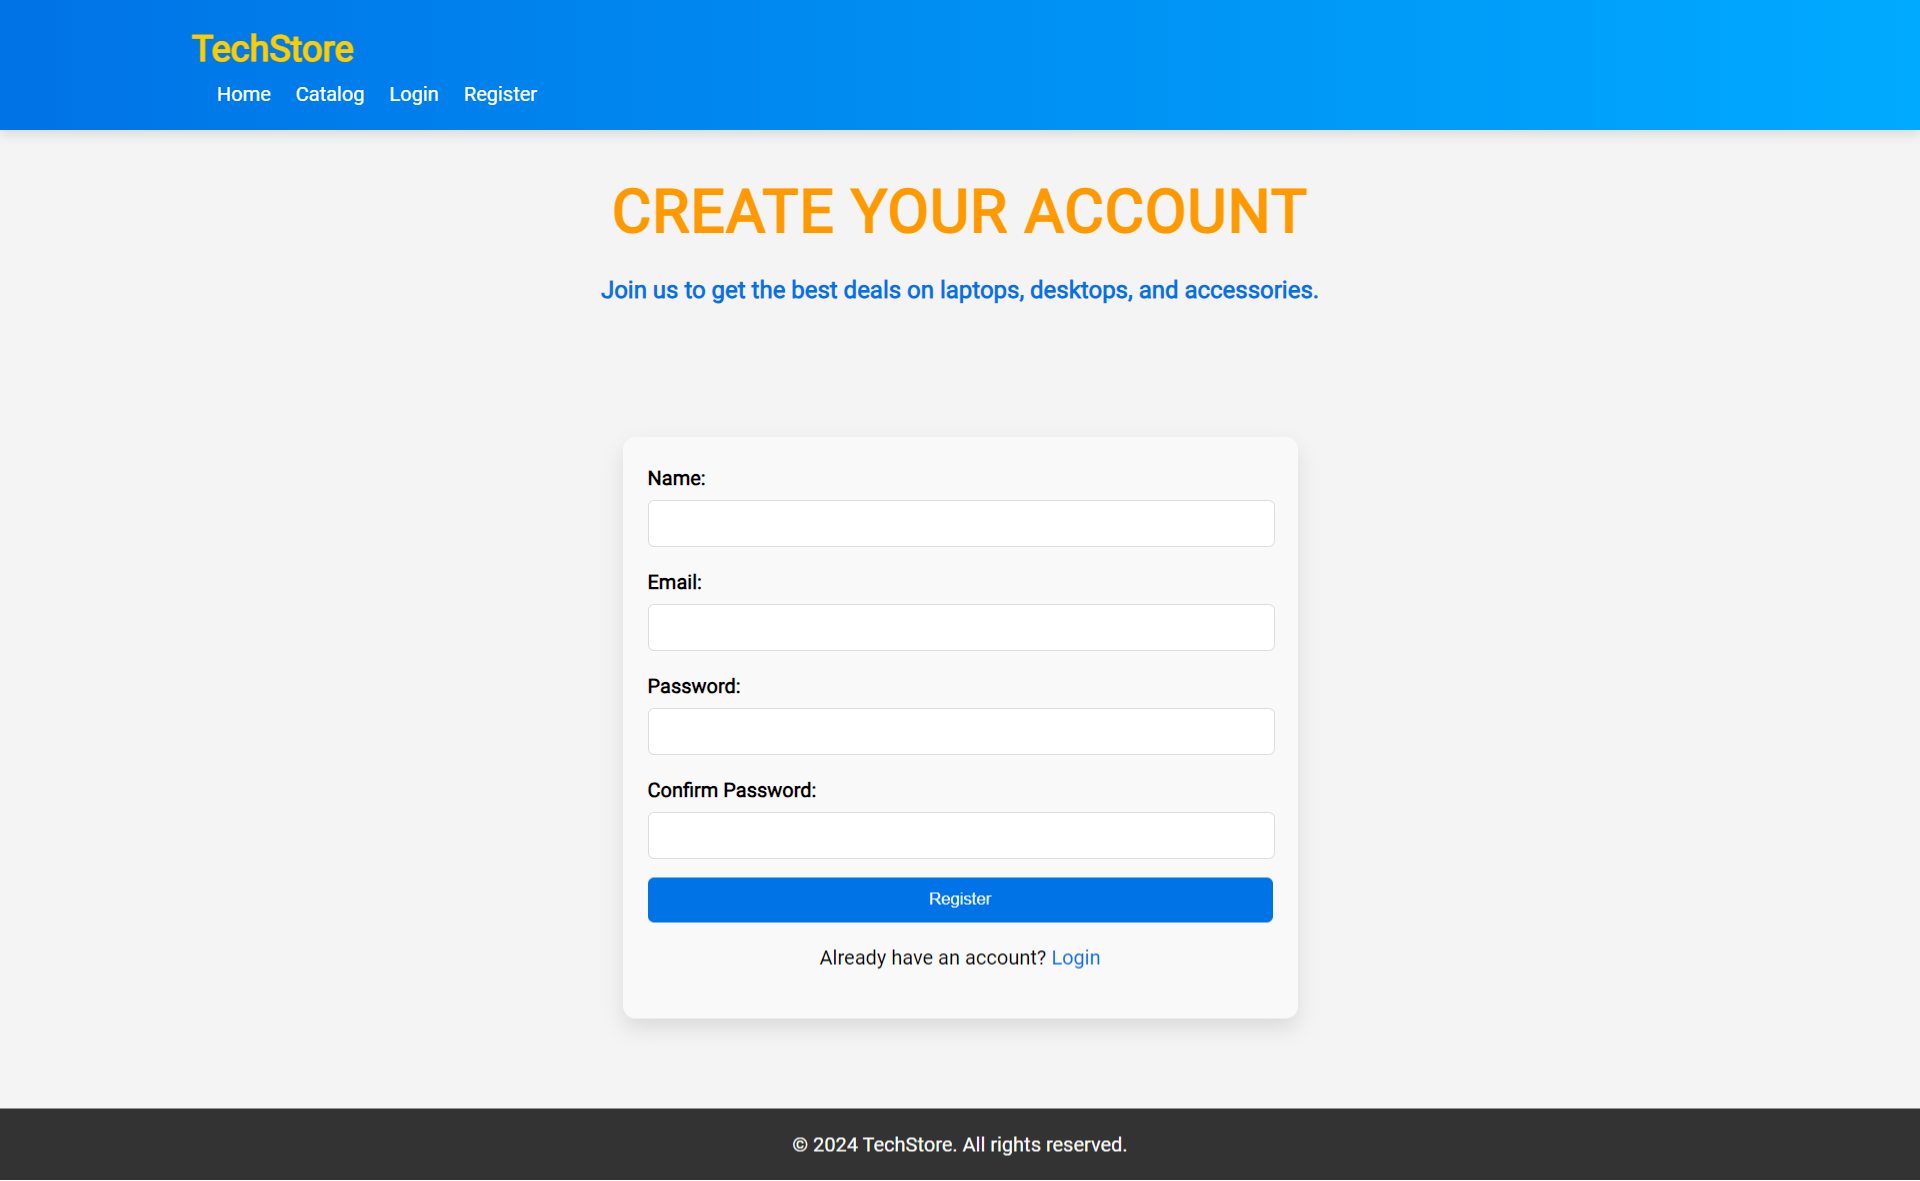 TechStore
Home Catalog Login Register
CREATE YOUR ACCOUNT
Join us to get the best deals on laptops, desktops, and accessories.
Name:
Email:
Password:
Confirm Password:
Register
Already have an account? Login
© 2024 TechStore. All rights reserved.